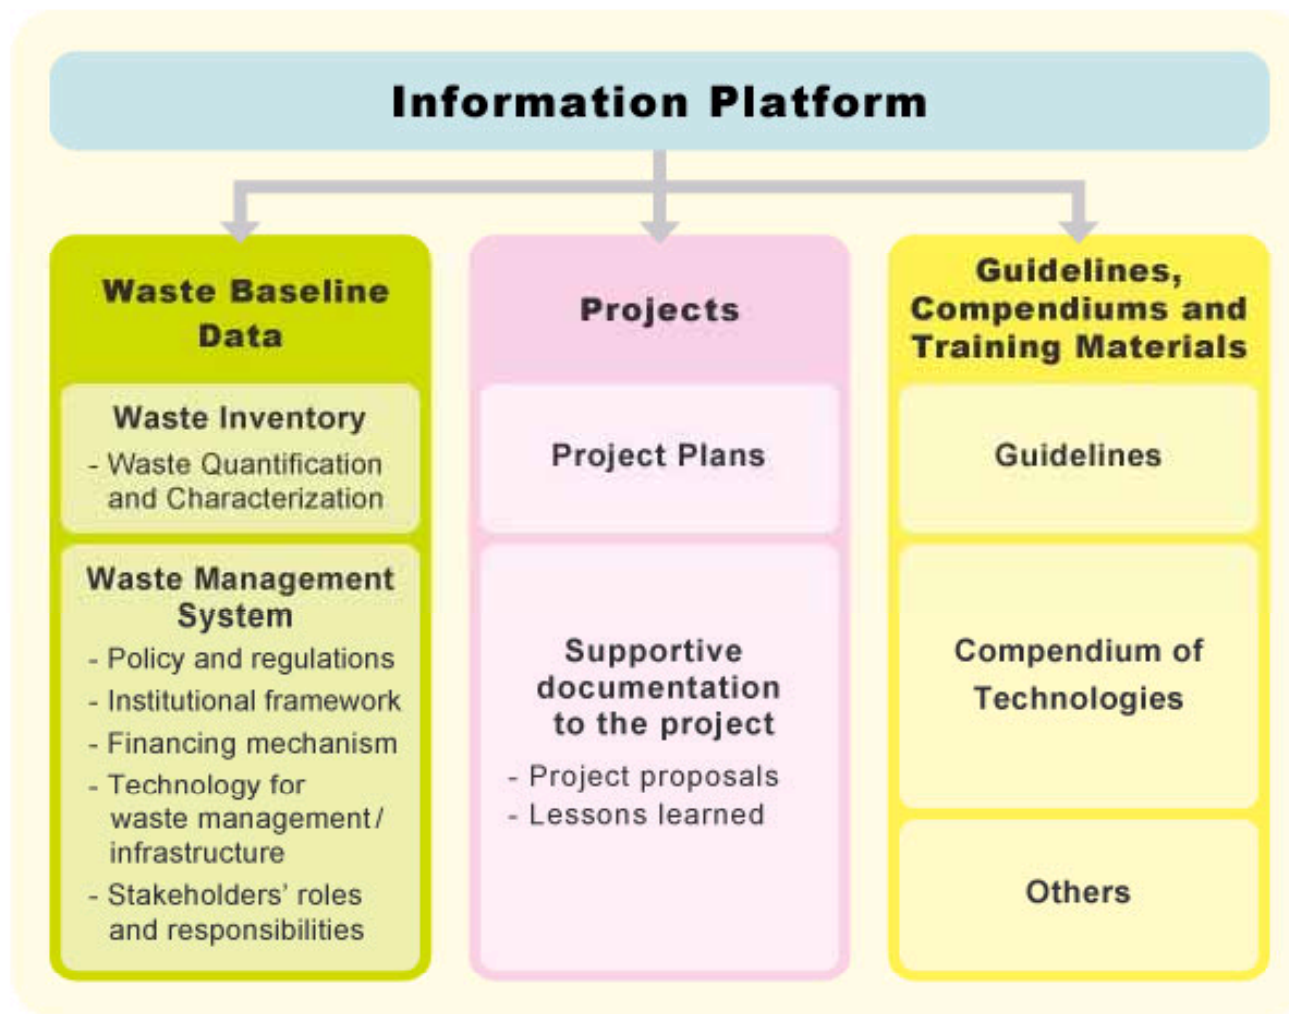 Information Platform
Waste Baseline
Data
Waste Inventory
- Waste Quantification
and Characterization
Waste Management
System
- Policy and regulations
- Institutional framework
- Financing mechanism
- Technology for
waste management/
infrastructure
- Stakeholders’ roles
and responsibilities
Projects
Project Plans
Supportive
documentation
to the project
- Project proposals
- Lessons learned
Guidelines,
Compendiums and
Training Materials
Guidelines
Compendium of
Technologies
Others